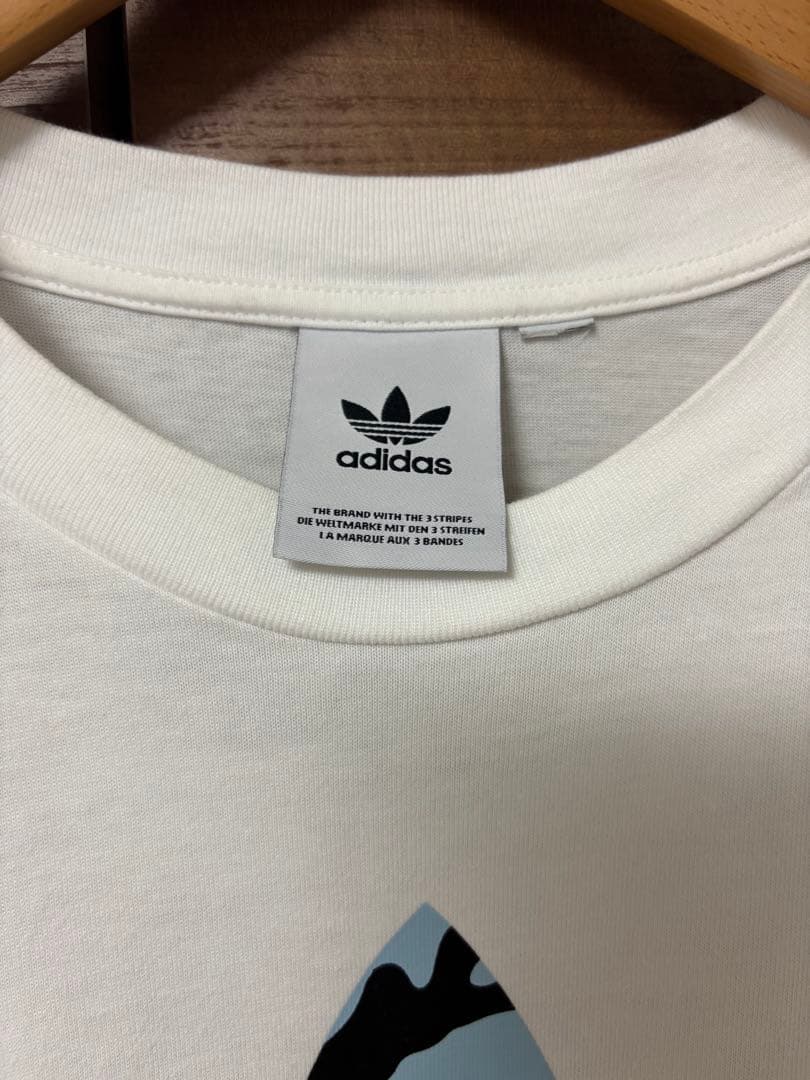 adidas
THE BRAND WITH THE 3 STRIPES
DIE WELTMARKE MIT DEN 3 STREIFEN
LA MARQUE AUX 3 BANDES